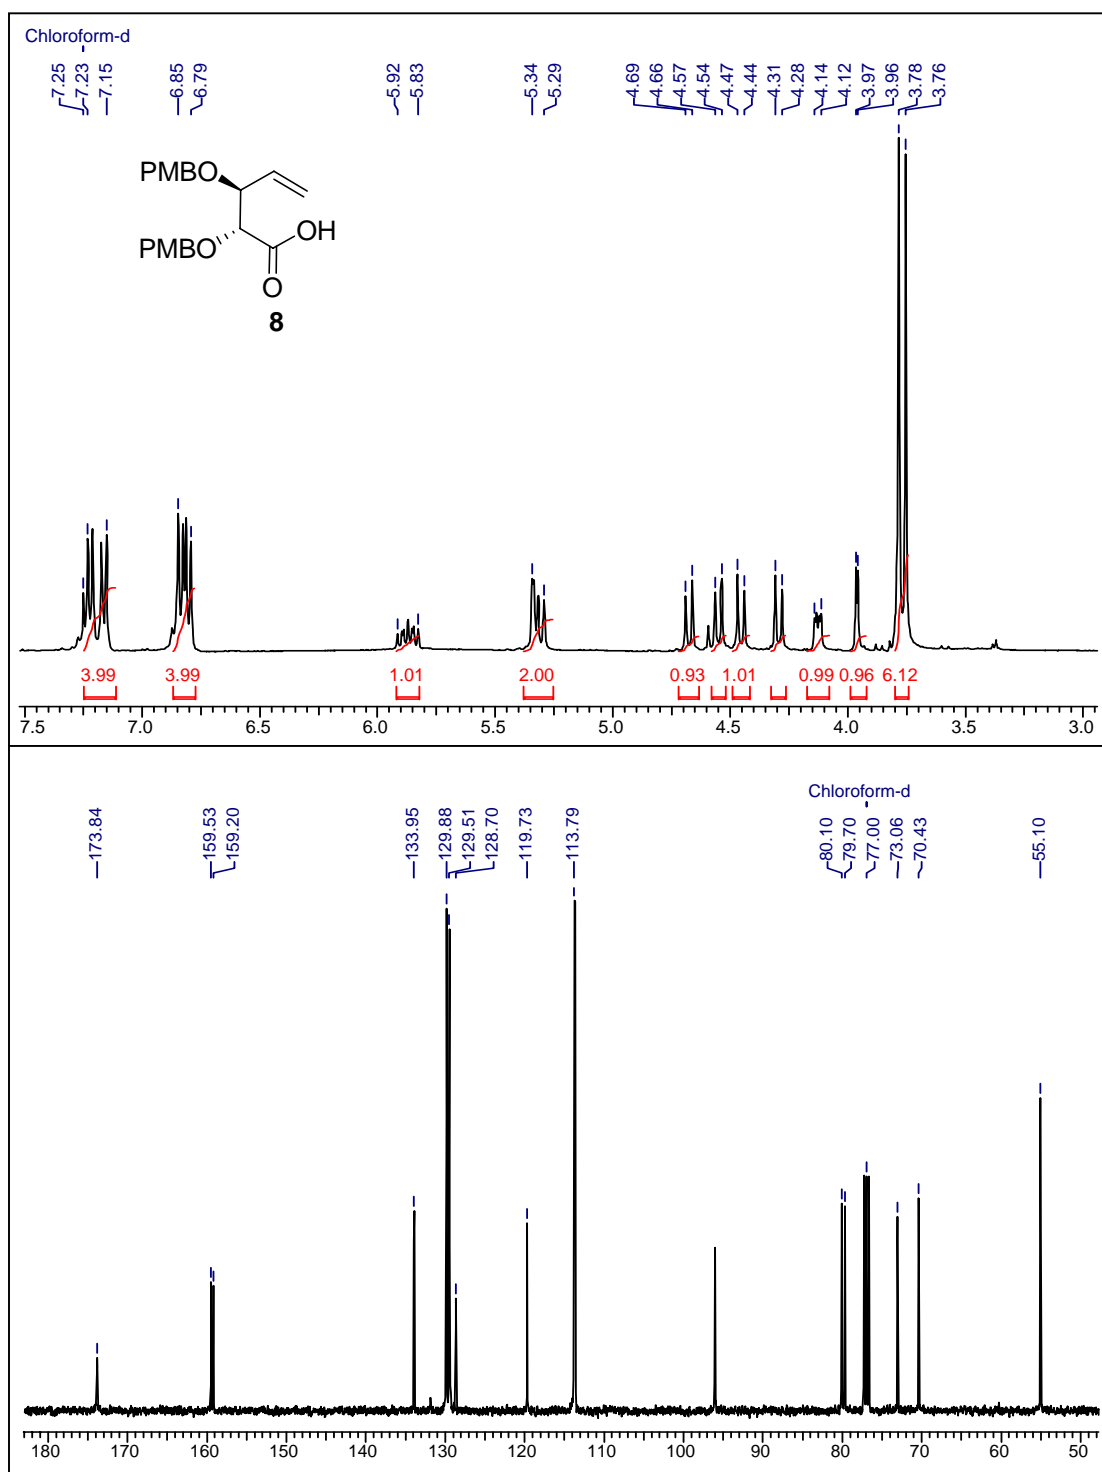 Chloroform-d
7.25 7.23 7.15 6.85 6.79 5.92 5.83 5.34 5.29 4.69 4.66 4.57 4.54 4.47 4.44 4.31 4.28 4.14 4.12 3.97 3.96 3.78 3.76
PMBO
OH
PMBO
O
8
3.99 3.99 1.01 2.00 0.93 1.01 0.99 0.96 6.12
7.5 7.0 6.5 6.0 5.5 5.0 4.5 4.0 3.5 3.0
Chloroform-d
173.84 159.53 159.20 133.95 129.88 129.51 128.70 119.73 113.79 80.10 79.70 77.00 73.06 70.43 55.10
180 170 160 150 140 130 120 110 100 90 80 70 60 50